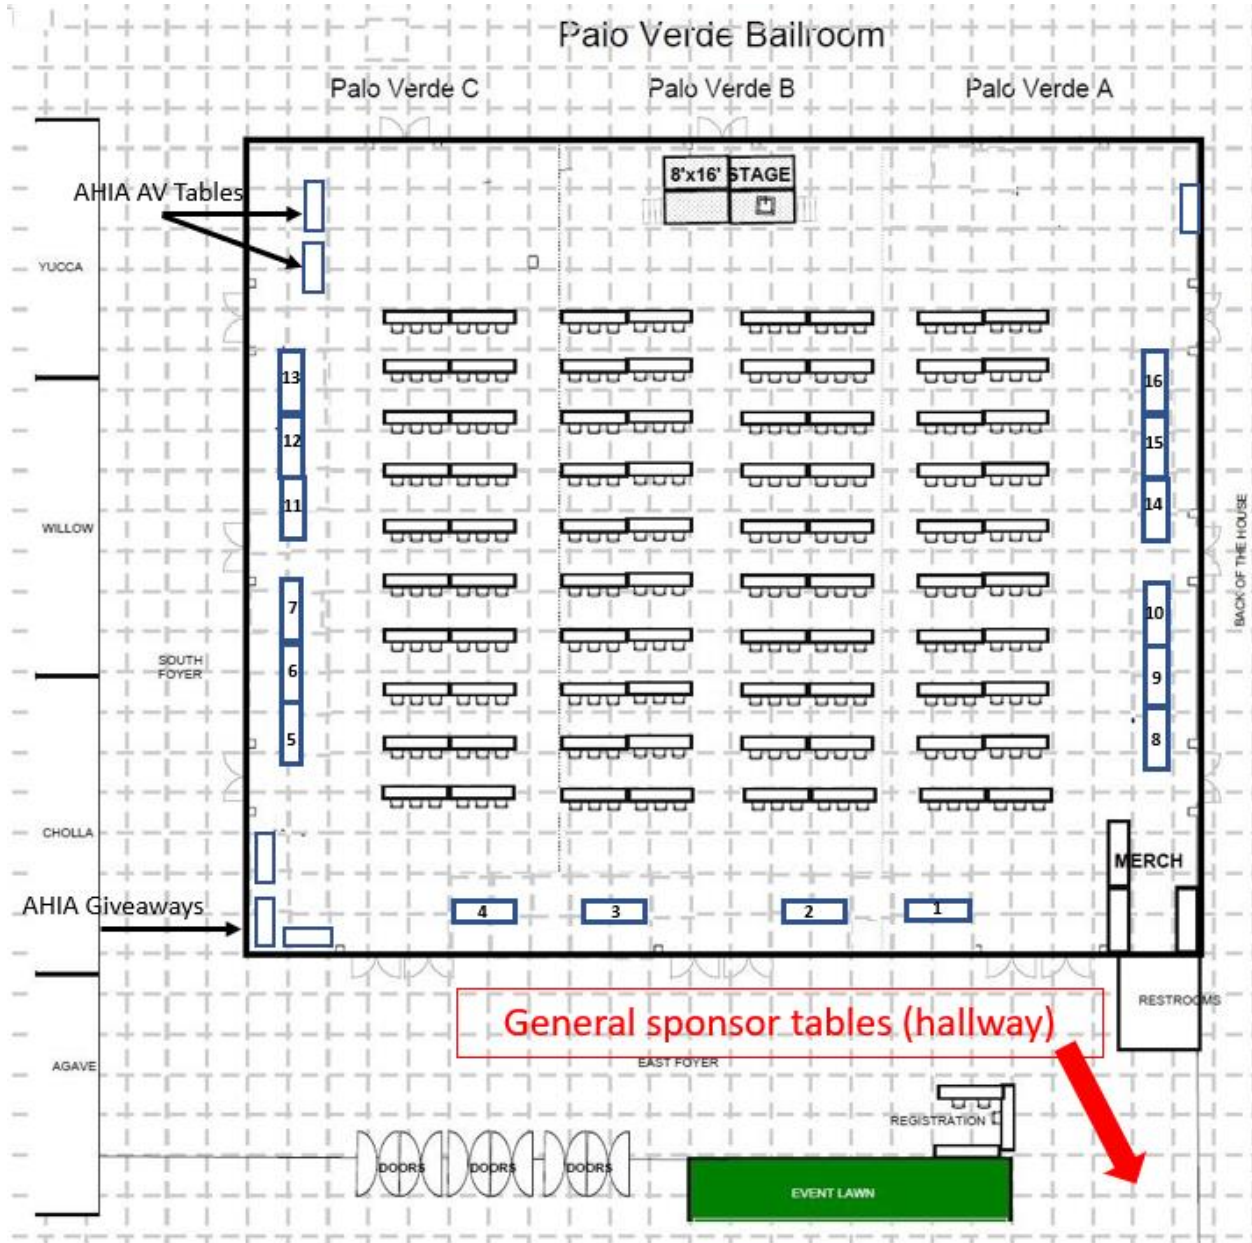 Palo Verde Ballroom
Palo Verde C
Palo Verde B
Palo Verde A
8'x16' STAGE
AHIA AV Tables
YUCCA
13
16
12
15
11
14
WILLOW
BACK OF THE HOUSE
7
10
SOUTH
FOYER
6
9
5
8
CHOLLA
MERCH
AHIA Giveaways
4
3
2
1
RESTROOMS
General sponsor tables (hallway)
EAST FOYER
AGAVE
REGISTRATION
DOORS
DOORS
DOORS
EVENT LAWN